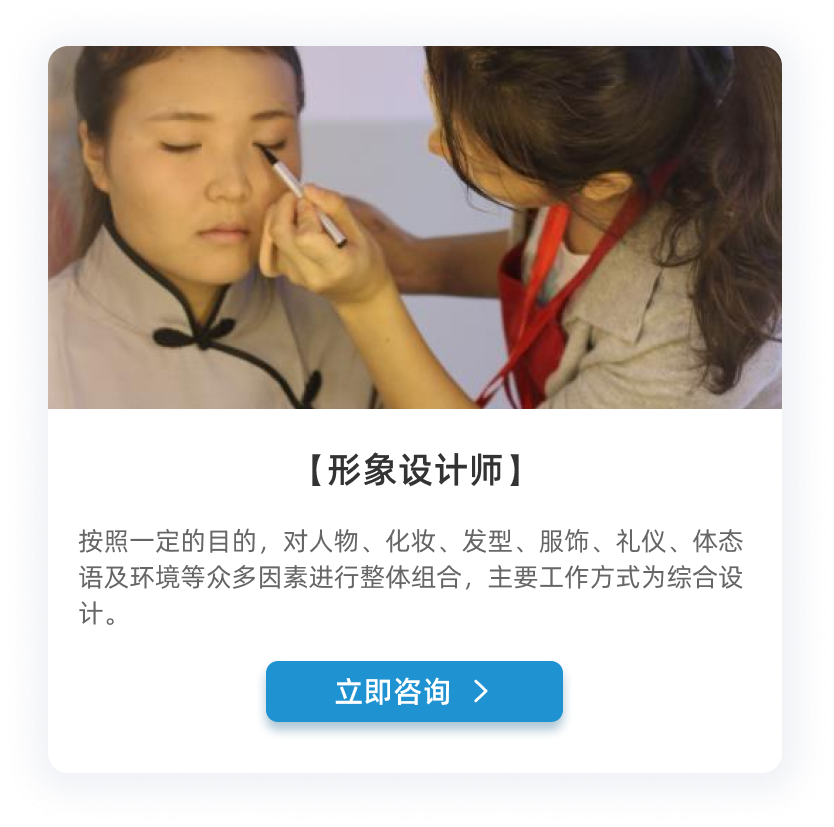 【形象设计师】
按照一定的目的，对人物、化妆、发型、服饰、礼仪、体态
语及环境等众多因素进行整体组合，主要工作方式为综合设
计。
立即咨询 >